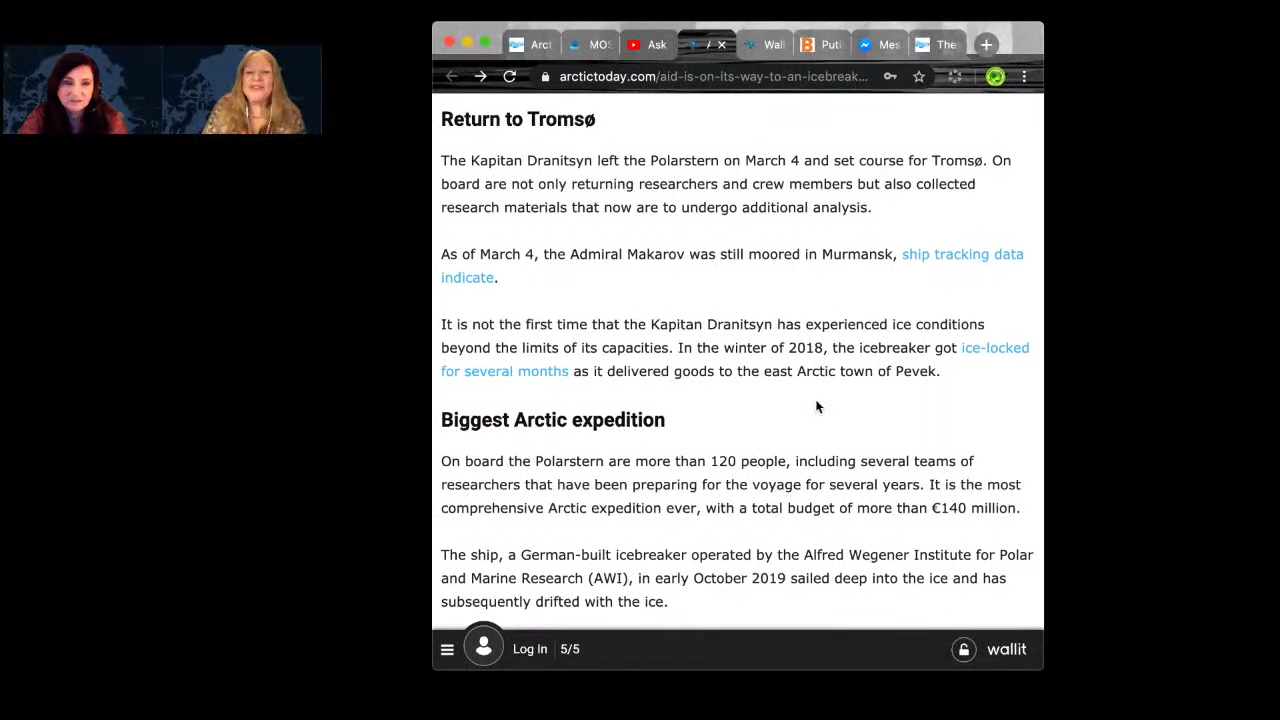 Arct
MOS
Ask
Wall
Puti
Mes
The
arctictoday.com/aid-is-on-its-way-to-an-icebreak...
Return to Tromsø
The Kapitan Dranitsyn left the Polarstern on March 4 and set course for Tromsø. On
board are not only returning researchers and crew members but also collected
research materials that now are to undergo additional analysis.
As of March 4, the Admiral Makarov was still moored in Murmansk, ship tracking data
indicate.
It is not the first time that the Kapitan Dranitsyn has experienced ice conditions
beyond the limits of its capacities. In the winter of 2018, the icebreaker got ice-locked
for several months as it delivered goods to the east Arctic town of Pevek.
Biggest Arctic expedition
On board the Polarstern are more than 120 people, including several teams of
researchers that have been preparing for the voyage for several years. It is the most
comprehensive Arctic expedition ever, with a total budget of more than €140 million.
The ship, a German-built icebreaker operated by the Alfred Wegener Institute for Polar
and Marine Research (AWI), in early October 2019 sailed deep into the ice and has
subsequently drifted with the ice.
Log In 5/5 wallit